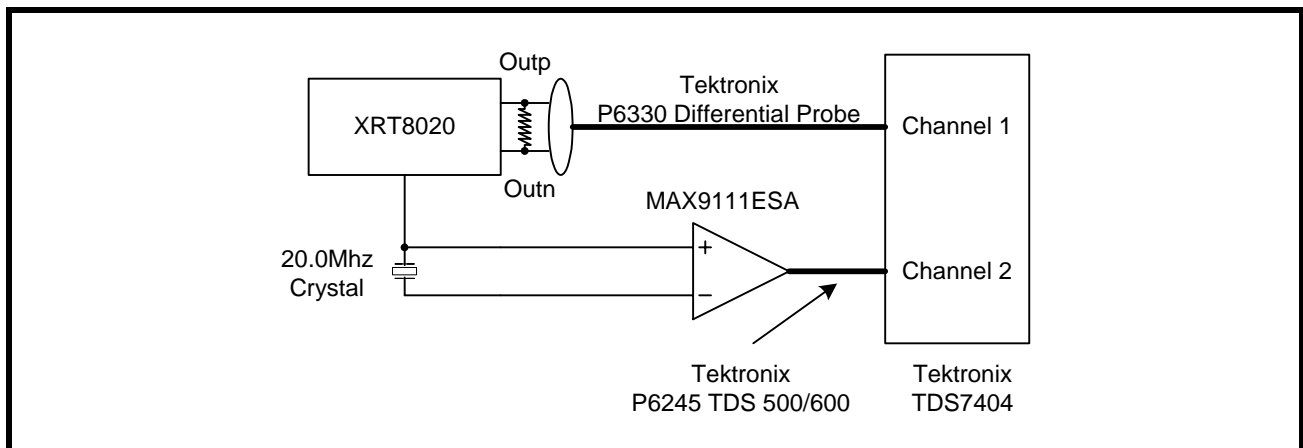 Outp
XRT8020
Outn
Tektronix
P6330 Differential Probe
Channel 1
MAX9111ESA
20.0Mhz
Crystal
+
−
Channel 2
Tektronix
P6245 TDS 500/600
Tektronix
TDS7404